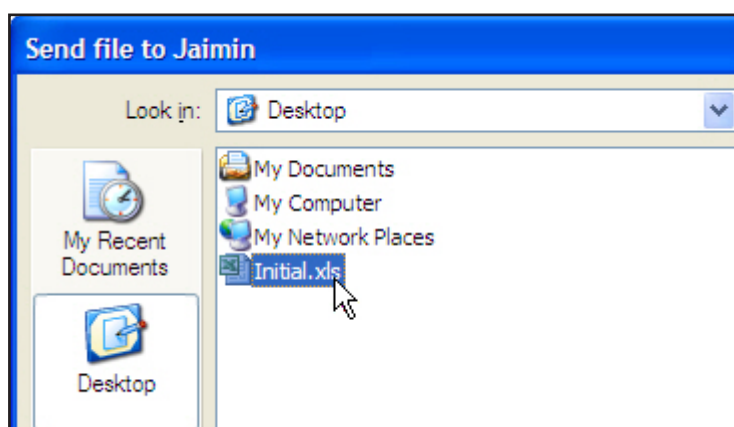 Send file to Jaimin
Look in:
Desktop
My Documents
My Computer
My Network Places
Initial.xls
My Recent
Documents
Desktop